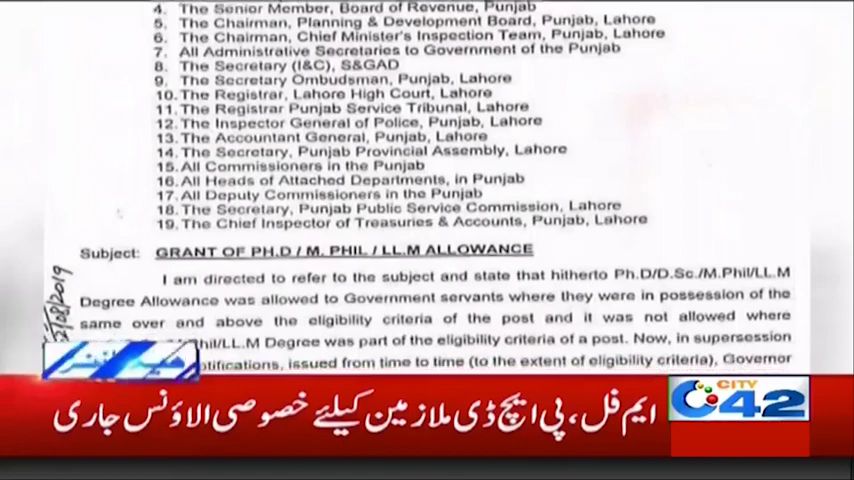 4. The Senior Member, Board of Revenue, Punjab
5. The Chairman, Planning & Development Board, Punjab, Lahore
6. The Chairman, Chief Minister's Inspection Team, Punjab, Lahore
7. All Administrative Secretaries to Government of the Punjab
8. The Secretary (I&C), S&GAD
9. The Secretary Ombudsman, Punjab, Lahore
10. The Registrar, Lahore High Court, Lahore
11. The Registrar Punjab Service Tribunal, Lahore
12. The Inspector General of Police, Punjab, Lahore
13. The Accountant General, Punjab, Lahore
14. The Secretary, Punjab Provincial Assembly, Lahore
15. All Commissioners in the Punjab
16. All Heads of Attached Departments, in Punjab
17. All Deputy Commissioners in the Punjab
18. The Secretary, Punjab Public Service Commission, Lahore
19. The Chief Inspector of Treasuries & Accounts, Punjab, Lahore
Subject: GRANT OF PH.D / M. PHIL / LL.M ALLOWANCE
I am directed to refer to the subject and state that hitherto Ph.D/D.Sc./M.Phil/LL.M
Degree Allowance was allowed to Government servants where they were in possession of the
same over and above the eligibility criteria of the post and it was not allowed where
hil/LL.M Degree was part of the eligibility criteria of a post. Now, in supersession
otifications, issued from time to time (to the extent of eligibility criteria), Governor
/08/2019
ہیڈ لائنز
ایم فل، پی ایچ ڈی ملازمین کیلئے خصوصی الاؤنس جاری
CITY
42